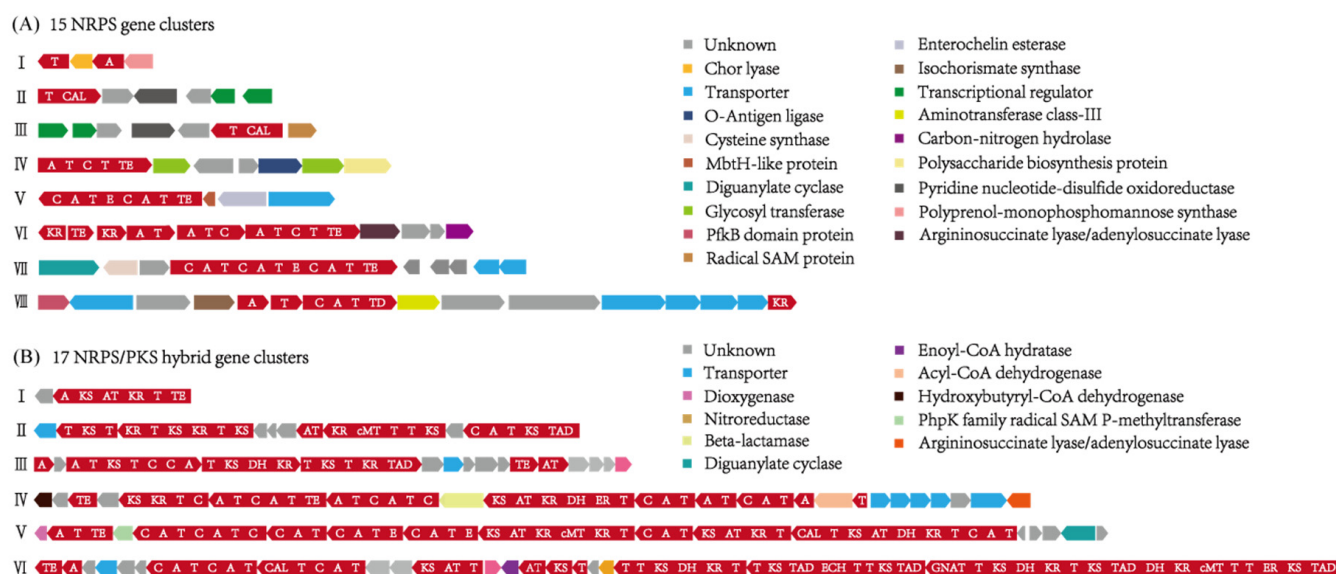 (A) 15 NRPS gene clusters
I T A
II T CAL
III T CAL
IV A T C T TE
V C A T E C A T TE
VI KR TE KR A T A T C A T C T TE
VII C A T C A T E C A T TE
VIII A T C A T TD KR
Unknown
Chor lyase
Transporter
O-Antigen ligase
Cysteine synthase
MbtH-like protein
Diguanylate cyclase
Glycosyl transferase
PfkB domain protein
Radical SAM protein
Enterochelin esterase
Isochorismate synthase
Transcriptional regulator
Aminotransferase class-III
Carbon-nitrogen hydrolase
Polysaccharide biosynthesis protein
Pyridine nucleotide-disulfide oxidoreductase
Polyprenol-monophosphomannose synthase
Argininosuccinate lyase/adenylosuccinate lyase
(B) 17 NRPS/PKS hybrid gene clusters
I A KS AT KR T TE
II T KS T KR T KS KR T KS AT KR cMT T T KS C A T KS TAD
III A A T KS T C C A T KS DH KR T KS T KR TAD TE AT
IV TE KS KR T C A T C A T TE A T C A T C KS AT KR DH ER T C A T A T C A T A T
V A T TE C A T C A T C C A T C A T E C A T E KS AT KR cMT KR T C A T KS AT KR T CAL T KS AT DH KR T C A T
VI TE A C A T C A T CAL T C A T KS AT T AT KS T T T KS DH KR T T KS TAD ECH T T KS TAD GNAT T KS DH KR T KS TAD DH KR cMT T T ER KS TAD
Unknown
Transporter
Dioxygenase
Nitroreductase
Beta-lactamase
Diguanylate cyclase
Enoyl-CoA hydratase
Acyl-CoA dehydrogenase
Hydroxybutyryl-CoA dehydrogenase
PhpK family radical SAM P-methyltransferase
Argininosuccinate lyase/adenylosuccinate lyase